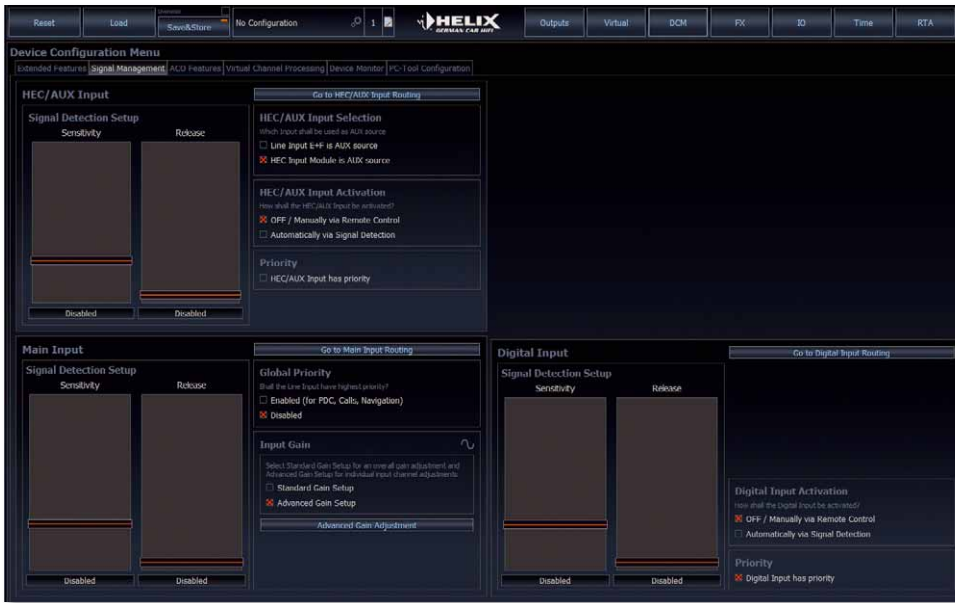 Reset
Load
Save&Store
No Configuration
1
HELIX
GERMAN CAR HIFI
Outputs
Virtual
DCM
FX
IO
Time
RTA
Device Configuration Menu
Extended Features
Signal Management
ACO Features
Virtual Channel Processing
Device Monitor
PC-Tool Configuration
HEC/AUX Input
Go to HEC/AUX Input Routing
Signal Detection Setup
Sensitivity
Release
Disabled
Disabled
HEC/AUX Input Selection
Which Input shall be used as AUX source
Line Input E+F is AUX source
HEC Input Module is AUX source
HEC/AUX Input Activation
How shall the HEC/AUX Input be activated?
OFF / Manually via Remote Control
Automatically via Signal Detection
Priority
HEC/AUX Input has priority
Main Input
Go to Main Input Routing
Signal Detection Setup
Sensitivity
Release
Disabled
Disabled
Global Priority
Shall the Line Input have highest priority?
Enabled (for PDC, Calls, Navigation)
Disabled
Input Gain
Select Standard Gain Setup for an overall gain adjustment and
Advanced Gain Setup for individual input channel adjustments
Standard Gain Setup
Advanced Gain Setup
Advanced Gain Adjustment
Digital Input
Go to Digital Input Routing
Signal Detection Setup
Sensitivity
Release
Disabled
Disabled
Digital Input Activation
How shall the Digital Input be activated?
OFF / Manually via Remote Control
Automatically via Signal Detection
Priority
Digital Input has priority